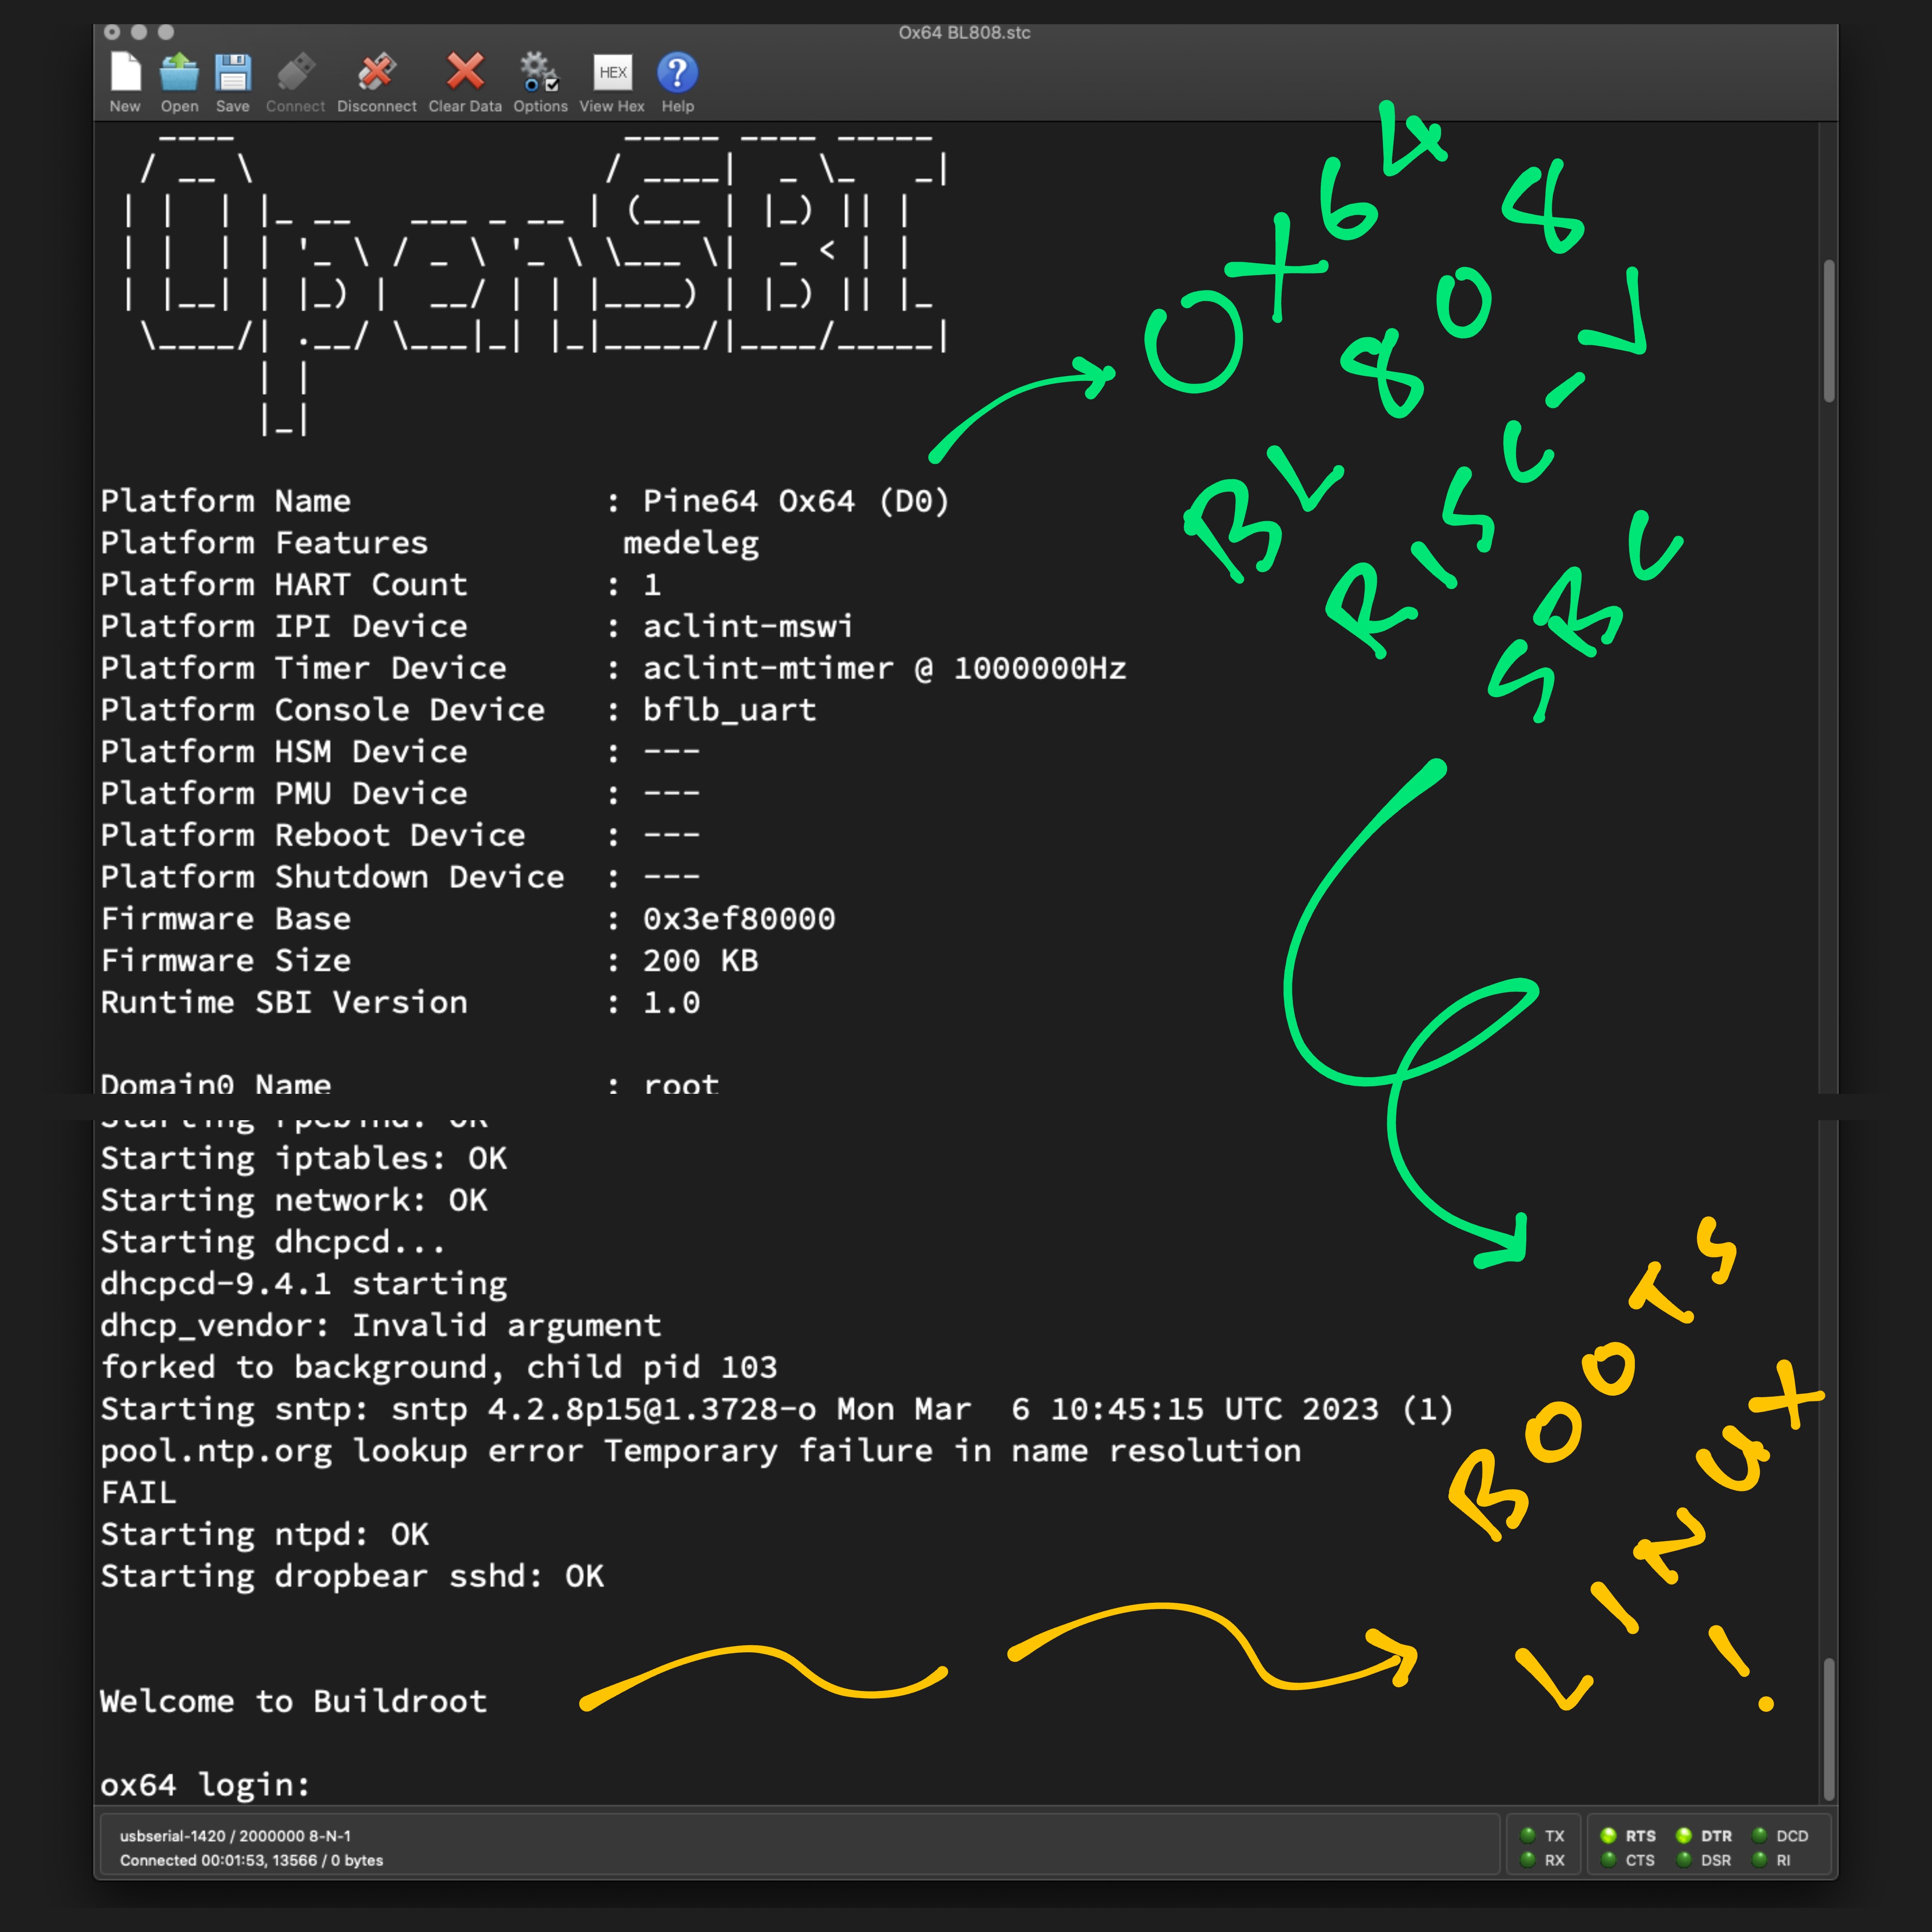 Ox64 BL808.stc
New Open Save Connect Disconnect Clear Data Options HEX View Hex Help
OpenSBI
Platform Name : Pine64 Ox64 (D0)
Platform Features medeleg
Platform HART Count : 1
Platform IPI Device : aclint-mswi
Platform Timer Device : aclint-mtimer @ 1000000Hz
Platform Console Device : bflb_uart
Platform HSM Device : ---
Platform PMU Device : ---
Platform Reboot Device : ---
Platform Shutdown Device : ---
Firmware Base : 0x3ef80000
Firmware Size : 200 KB
Runtime SBI Version : 1.0
Domain0 Name : root
OX64
BL808
RISC-V
SBC
Starting rpcbind: OK
Starting iptables: OK
Starting network: OK
Starting dhcpcd...
dhcpcd-9.4.1 starting
dhcp_vendor: Invalid argument
forked to background, child pid 103
Starting sntp: sntp 4.2.8p15@1.3728-o Mon Mar  6 10:45:15 UTC 2023 (1)
pool.ntp.org lookup error Temporary failure in name resolution
FAIL
Starting ntpd: OK
Starting dropbear sshd: OK
Welcome to Buildroot
ox64 login:
BOOTS
LINUX
!
usbserial-1420 / 2000000 8-N-1
Connected 00:01:53, 13566 / 0 bytes
TX RTS DTR DCD
RX CTS DSR RI